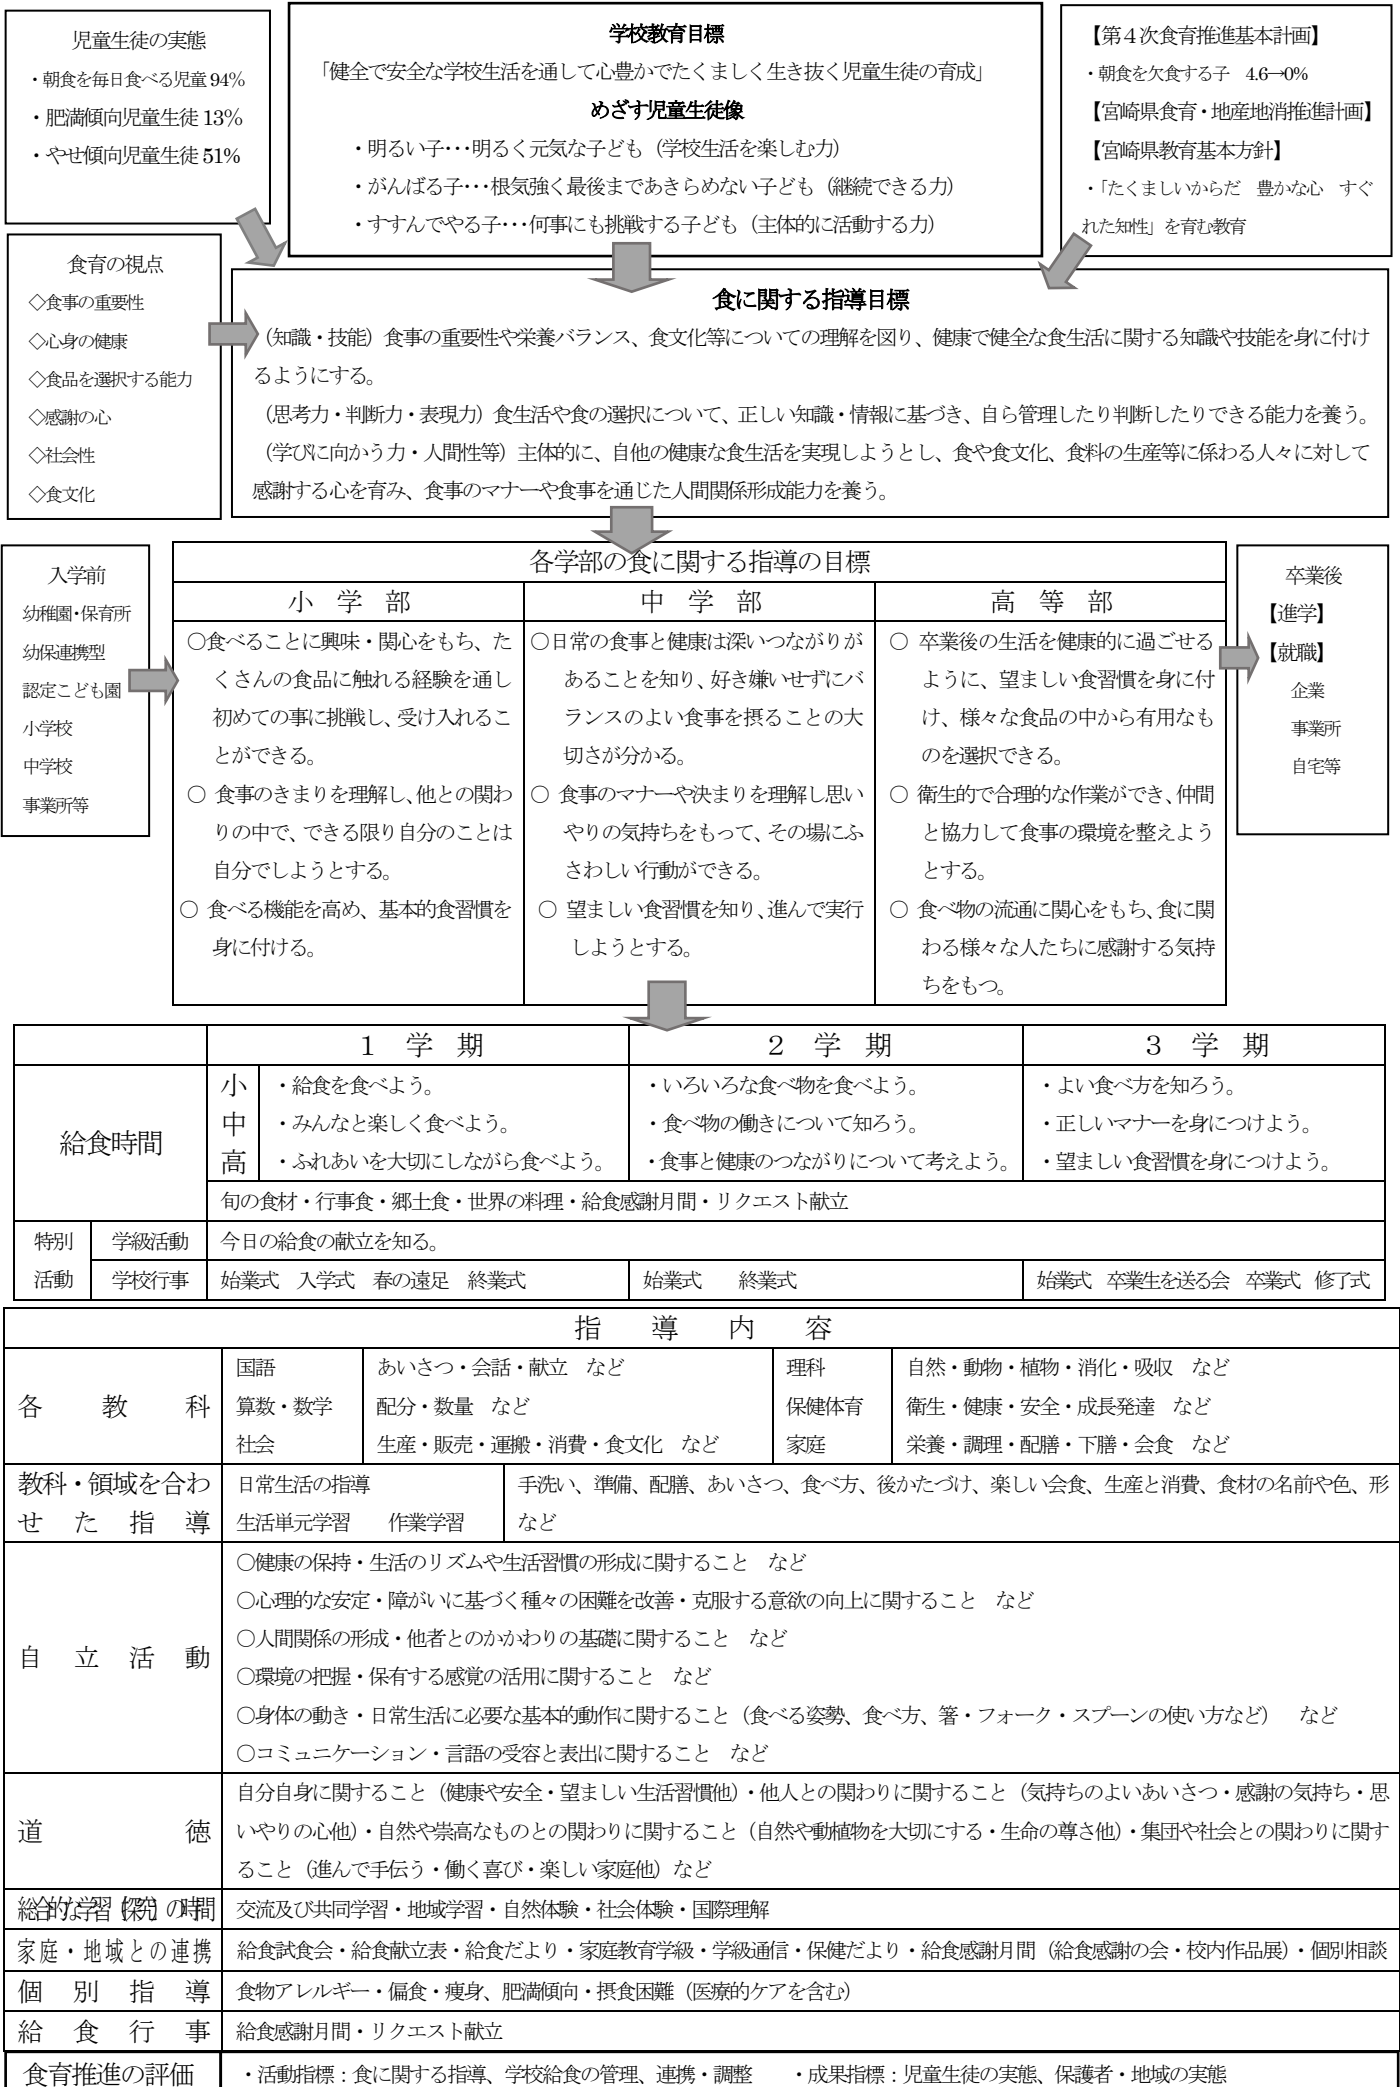 児童生徒の実態
・朝食を毎日食べる児童 94%
・肥満傾向児童生徒 13%
・やせ傾向児童生徒 51%
学校教育目標
「健全で安全な学校生活を通して心豊かでたくましく生き抜く児童生徒の育成」
めざす児童生徒像
・明るい子･･･明るく元気な子ども（学校生活を楽しむ力）
・がんばる子･･･根気強く最後まであきらめない子ども（継続できる力）
・すすんでやる子･･･何事にも挑戦する子ども（主体的に活動する力）
【第４次食育推進基本計画】
・朝食を欠食する子　4.6→0%
【宮崎県食育・地産地消推進計画】
【宮崎県教育基本方針】
・「たくましいからだ　豊かな心　すぐ
れた知性」を育む教育
食育の視点
◇食事の重要性
◇心身の健康
◇食品を選択する能力
◇感謝の心
◇社会性
◇食文化
食に関する指導目標
（知識・技能）食事の重要性や栄養バランス、食文化等についての理解を図り、健康で健全な食生活に関する知識や技能を身に付け
るようにする。
（思考力・判断力・表現力）食生活や食の選択について、正しい知識・情報に基づき、自ら管理したり判断したりできる能力を養う。
（学びに向かう力・人間性等）主体的に、自他の健康な食生活を実現しようとし、食や食文化、食料の生産等に係わる人々に対して
感謝する心を育み、食事のマナーや食事を通じた人間関係形成能力を養う。
入学前
幼稚園・保育所
幼保連携型
認定こども園
小学校
中学校
事業所等
各学部の食に関する指導の目標
小　学　部
○食べることに興味・関心をもち、た
くさんの食品に触れる経験を通し
初めての事に挑戦し、受け入れるこ
とができる。
○ 食事のきまりを理解し、他との関わ
りの中で、できる限り自分のことは
自分でしようとする。
○ 食べる機能を高め、基本的食習慣を
身に付ける。
中　学　部
○日常の食事と健康は深いつながりが
あることを知り、好き嫌いせずにバ
ランスのよい食事を摂ることの大
切さが分かる。
○ 食事のマナーや決まりを理解し思い
やりの気持ちをもって、その場にふ
さわしい行動ができる。
○ 望ましい食習慣を知り、進んで実行
しようとする。
高　等　部
○ 卒業後の生活を健康的に過ごせる
ように、望ましい食習慣を身に付
け、様々な食品の中から有用なも
のを選択できる。
○ 衛生的で合理的な作業ができ、仲間
と協力して食事の環境を整えよう
とする。
○ 食べ物の流通に関心をもち、食に関
わる様々な人たちに感謝する気持
ちをもつ。
卒業後
【進学】
【就職】
企業
事業所
自宅等
１　学　期
２　学　期
３　学　期
給食時間
小
中
高
・給食を食べよう。
・みんなと楽しく食べよう。
・ふれあいを大切にしながら食べよう。
・いろいろな食べ物を食べよう。
・食べ物の働きについて知ろう。
・食事と健康のつながりについて考えよう。
・よい食べ方を知ろう。
・正しいマナーを身につけよう。
・望ましい食習慣を身につけよう。
旬の食材・行事食・郷土食・世界の料理・給食感謝月間・リクエスト献立
特別
活動
学級活動
今日の給食の献立を知る。
学校行事
始業式　入学式　春の遠足　終業式
始業式　　終業式
始業式　卒業生を送る会　卒業式　修了式
指　導　内　容
各　教　科
国語
あいさつ・会話・献立　など
理科
自然・動物・植物・消化・吸収　など
算数・数学
配分・数量　など
保健体育
衛生・健康・安全・成長発達　など
社会
生産・販売・運搬・消費・食文化　など
家庭
栄養・調理・配膳・下膳・会食　など
教科・領域を合わ
せた指導
日常生活の指導
生活単元学習　　作業学習
手洗い、準備、配膳、あいさつ、食べ方、後かたづけ、楽しい会食、生産と消費、食材の名前や色、形
など
自　立　活　動
○健康の保持・生活のリズムや生活習慣の形成に関すること　など
○心理的な安定・障がいに基づく種々の困難を改善・克服する意欲の向上に関すること　など
○人間関係の形成・他者とのかかわりの基礎に関すること　など
○環境の把握・保有する感覚の活用に関すること　など
○身体の動き・日常生活に必要な基本的動作に関すること（食べる姿勢、食べ方、箸・フォーク・スプーンの使い方など）　など
○コミュニケーション・言語の受容と表出に関すること　など
道　徳
自分自身に関すること（健康や安全・望ましい生活習慣他）・他人との関わりに関すること（気持ちのよいあいさつ・感謝の気持ち・思
いやりの心他）・自然や崇高なものとの関わりに関すること（自然や動植物を大切にする・生命の尊さ他）・集団や社会との関わりに関す
ること（進んで手伝う・働く喜び・楽しい家庭他）など
総合的な学習（探究）の時間
交流及び共同学習・地域学習・自然体験・社会体験・国際理解
家庭・地域との連携
給食試食会・給食献立表・給食だより・家庭教育学級・学級通信・保健だより・給食感謝月間（給食感謝の会・校内作品展）・個別相談
個　別　指　導
食物アレルギー・偏食・痩身、肥満傾向・摂食困難（医療的ケアを含む）
給　食　行　事
給食感謝月間・リクエスト献立
食育推進の評価
・活動指標：食に関する指導、学校給食の管理、連携・調整　　・成果指標：児童生徒の実態、保護者・地域の実態